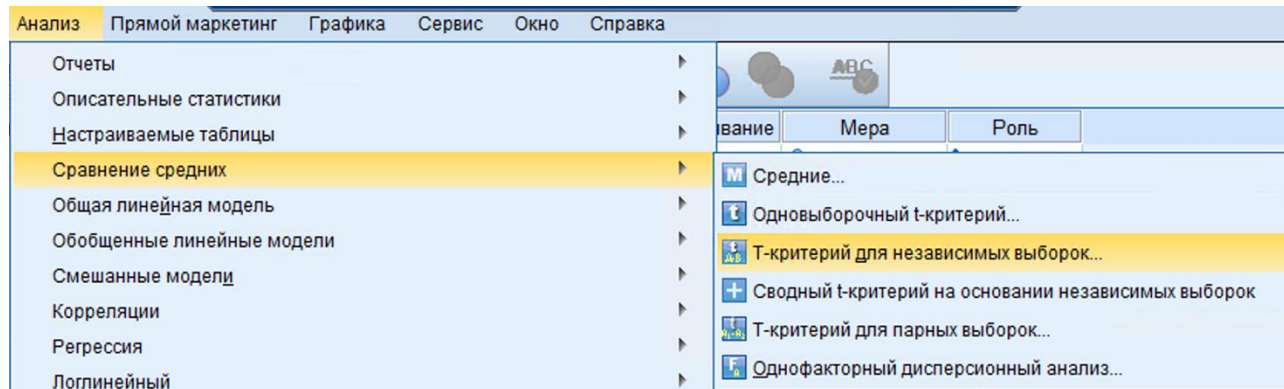 Анализ Прямой маркетинг Графика Сервис Окно Справка
Отчеты
Описательные статистики
Настраиваемые таблицы
Сравнение средних
Общая линейная модель
Обобщенные линейные модели
Смешанные модели
Корреляции
Регрессия
Логлинейный
ABC
Мера Роль
M Средние...
t Одновыборочный t-критерий...
Т-критерий для независимых выборок...
Сводный t-критерий на основании независимых выборок
Т-критерий для парных выборок...
Однофакторный дисперсионный анализ...